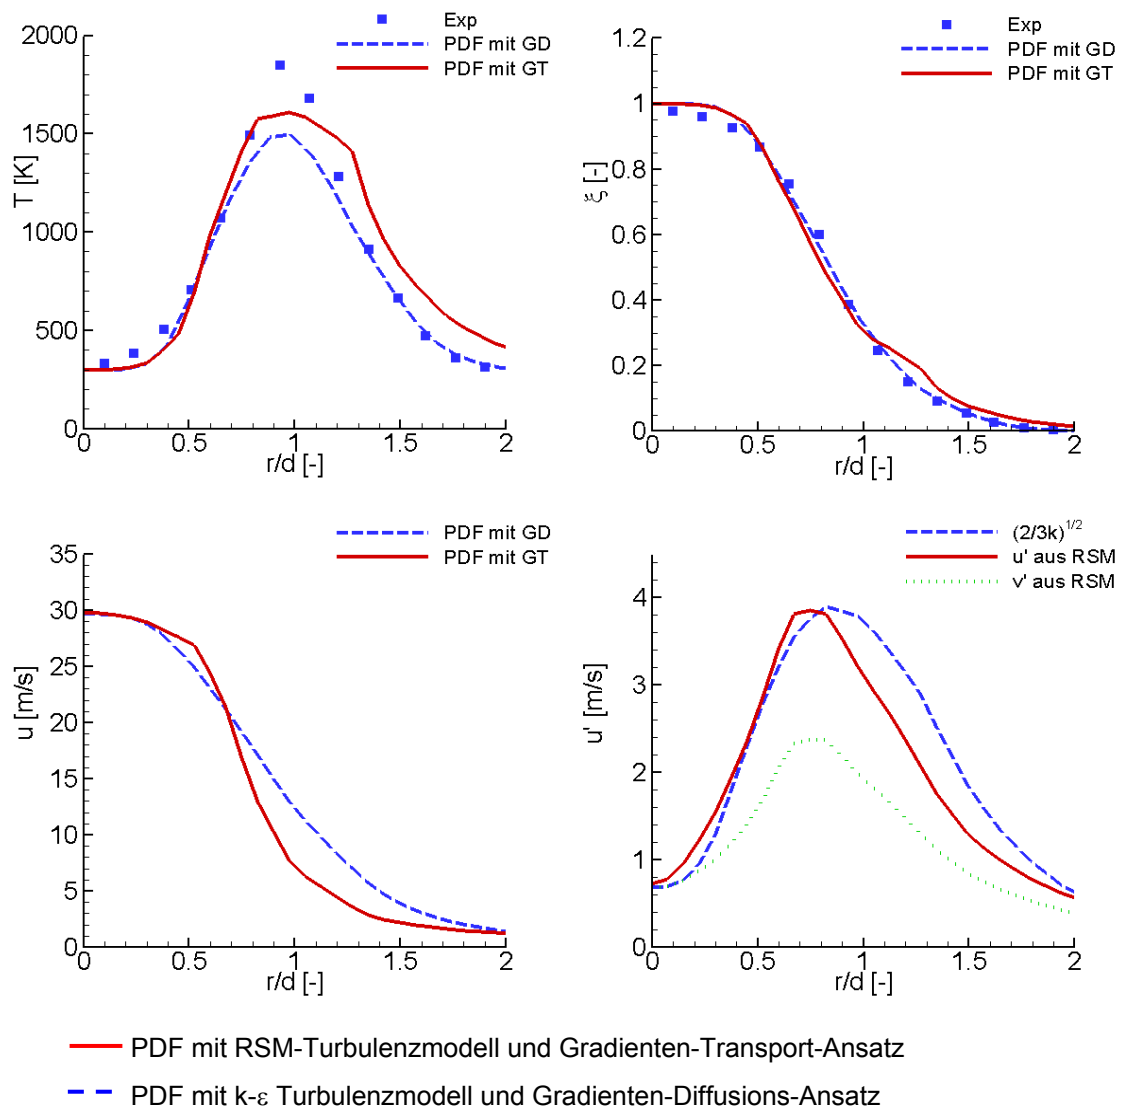 Exp
PDF mit GD
PDF mit GT
2000
1500
1000
500
0
T [K]
0 0.5 1 1.5 2
r/d [-]
Exp
PDF mit GD
PDF mit GT
1.2
1
0.8
0.6
0.4
0.2
0
ξ [-]
0 0.5 1 1.5 2
r/d [-]
PDF mit GD
PDF mit GT
35
30
25
20
15
10
5
0
u [m/s]
0 0.5 1 1.5 2
r/d [-]
(2/3k)^1/2
u' aus RSM
v' aus RSM
4
3
2
1
0
u' [m/s]
0 0.5 1 1.5 2
r/d [-]
PDF mit RSM-Turbulenzmodell und Gradienten-Transport-Ansatz
PDF mit k-ε Turbulenzmodell und Gradienten-Diffusions-Ansatz